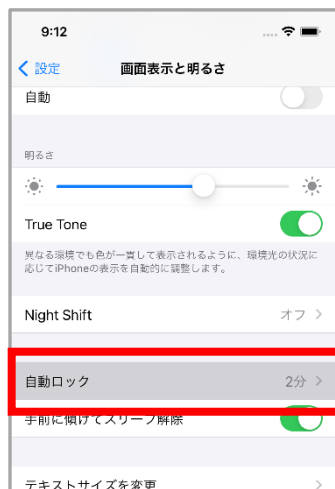 9:12
設定
画面表示と明るさ
自動
明るさ
True Tone
異なる環境でも色が一貫して表示されるように、環境光の状況に
応じてiPhoneの表示を自動的に調整します。
Night Shift
オフ
自動ロック
2分
手前に傾けてスリープ解除
テキストサイズを変更